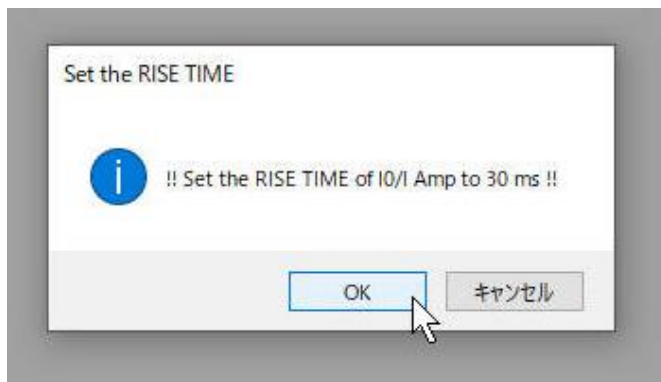 Set the RISE TIME
!! Set the RISE TIME of I0/I Amp to 30 ms !!
OK
キャンセル